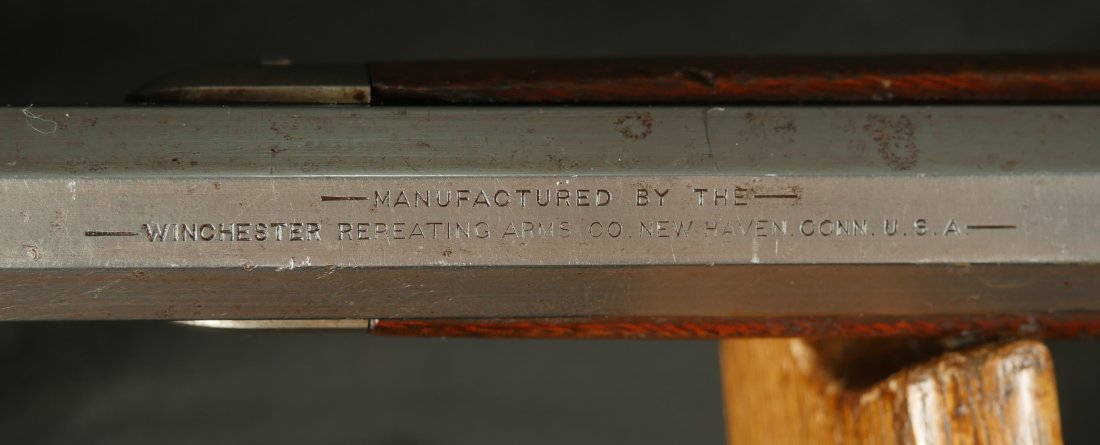 —MANUFACTURED BY THE—
—WINCHESTER REPEATING ARMS CO. NEW HAVEN. CONN. U.S.A.—